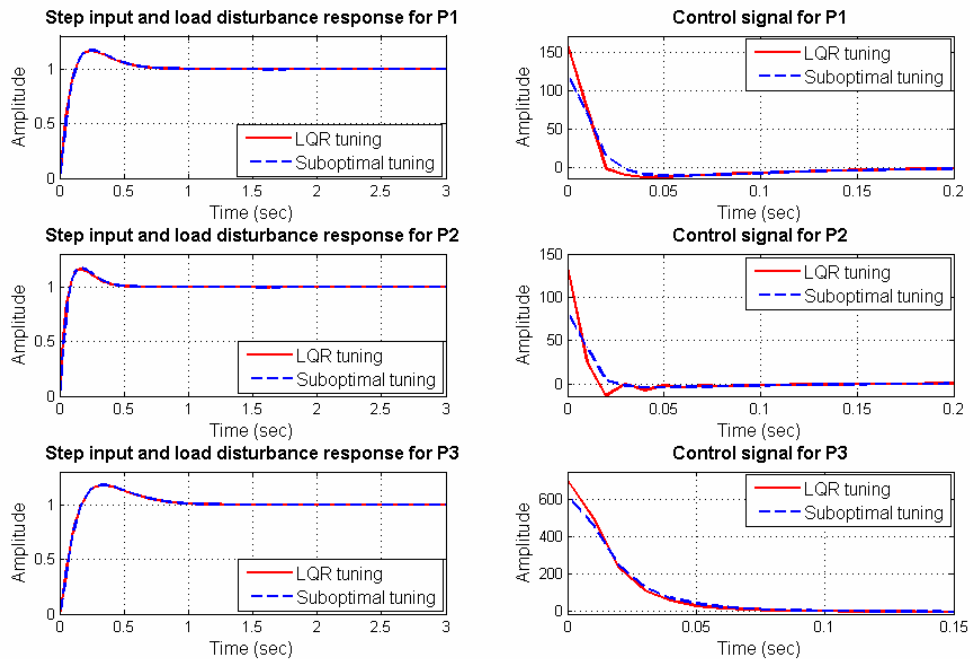 Step input and load disturbance response for P1
Amplitude
1
0.5
0
LQR tuning
Suboptimal tuning
0 0.5 1 1.5 2 2.5 3
Time (sec)
Control signal for P1
Amplitude
150
100
50
0
LQR tuning
Suboptimal tuning
0 0.05 0.1 0.15 0.2
Time (sec)
Step input and load disturbance response for P2
Amplitude
1
0.5
0
LQR tuning
Suboptimal tuning
0 0.5 1 1.5 2 2.5 3
Time (sec)
Control signal for P2
Amplitude
150
100
50
0
LQR tuning
Suboptimal tuning
0 0.05 0.1 0.15 0.2
Time (sec)
Step input and load disturbance response for P3
Amplitude
1
0.5
0
LQR tuning
Suboptimal tuning
0 0.5 1 1.5 2 2.5 3
Time (sec)
Control signal for P3
Amplitude
600
400
200
0
LQR tuning
Suboptimal tuning
0 0.05 0.1 0.15
Time (sec)